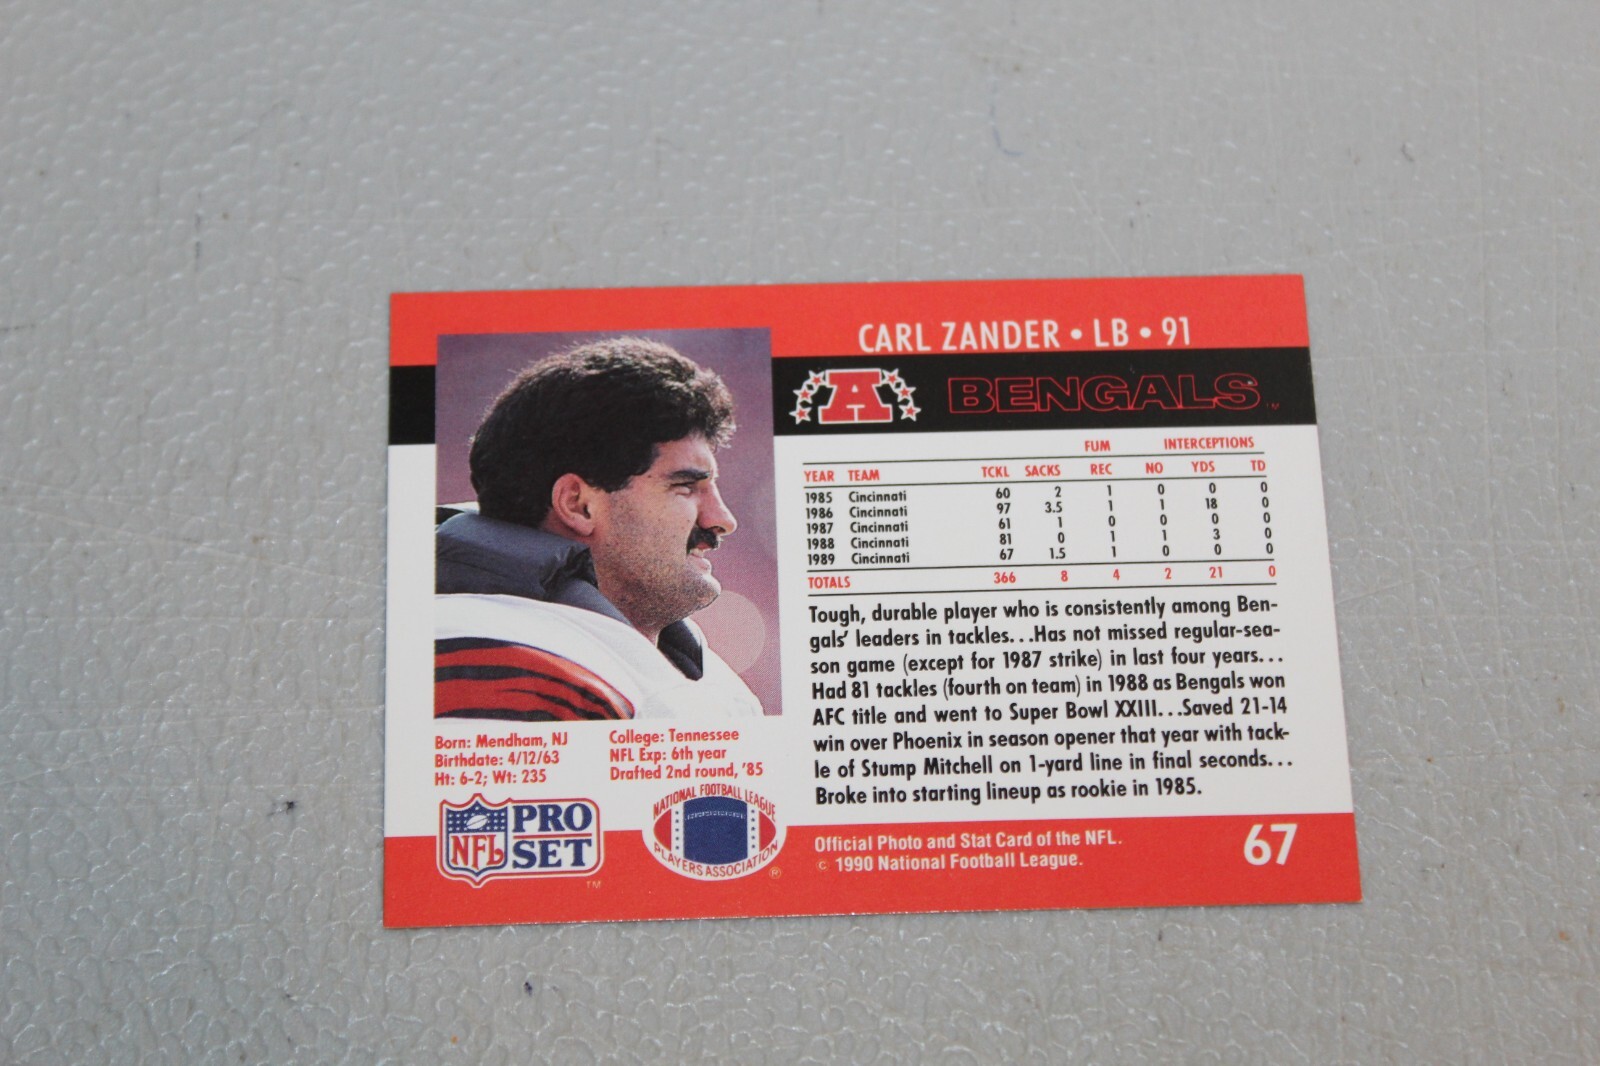 CARL ZANDER • LB • 91
A BENGALS™
FUM INTERCEPTIONS
YEAR TEAM TCKL SACKS REC NO YDS TD
1985 Cincinnati 60 2 1 0 0 0
1986 Cincinnati 97 3.5 1 1 18 0
1987 Cincinnati 61 1 0 0 0 0
1988 Cincinnati 81 0 1 1 3 0
1989 Cincinnati 67 1.5 1 0 0 0
TOTALS 366 8 4 2 21 0
Tough, durable player who is consistently among Ben-
gals' leaders in tackles...Has not missed regular-sea-
son game (except for 1987 strike) in last four years...
Had 81 tackles (fourth on team) in 1988 as Bengals won
AFC title and went to Super Bowl XXIII...Saved 21-14
win over Phoenix in season opener that year with tack-
le of Stump Mitchell on 1-yard line in final seconds...
Broke into starting lineup as rookie in 1985.
Born: Mendham, NJ
Birthdate: 4/12/63
Ht: 6-2; Wt: 235
College: Tennessee
NFL Exp: 6th year
Drafted 2nd round, '85
NFL PRO SET™
NATIONAL FOOTBALL LEAGUE
PLAYERS ASSOCIATION®
Official Photo and Stat Card of the NFL.
© 1990 National Football League.
67